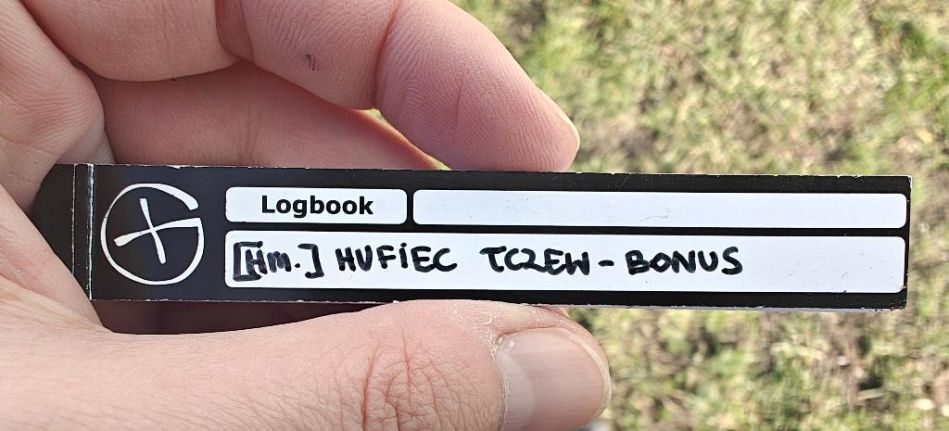 Logbook
[Hm.] HUFiEC TCZEW - BONUS